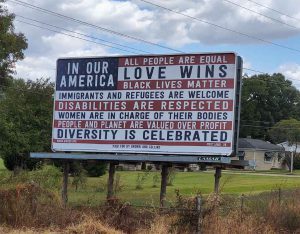 IN OUR
AMERICA
ALL PEOPLE ARE EQUAL
LOVE WINS
BLACK LIVES MATTER
IMMIGRANTS AND REFUGEES ARE WELCOME
DISABILITIES ARE RESPECTED
WOMEN ARE IN CHARGE OF THEIR BODIES
PEOPLE AND PLANET ARE VALUED OVER PROFIT
DIVERSITY IS CELEBRATED
LAMAR